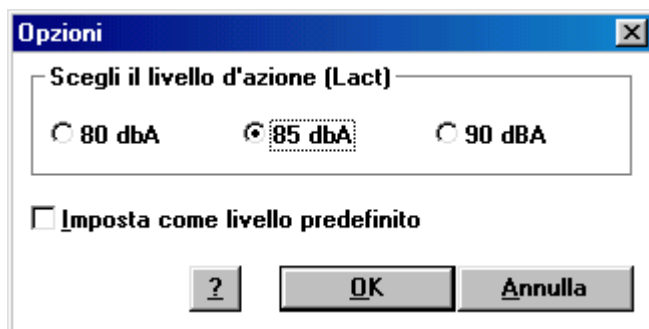 Opzioni
Scegli il livello d'azione (Lact)
80 dbA 85 dbA 90 dBA
Imposta come livello predefinito
? OK Annulla